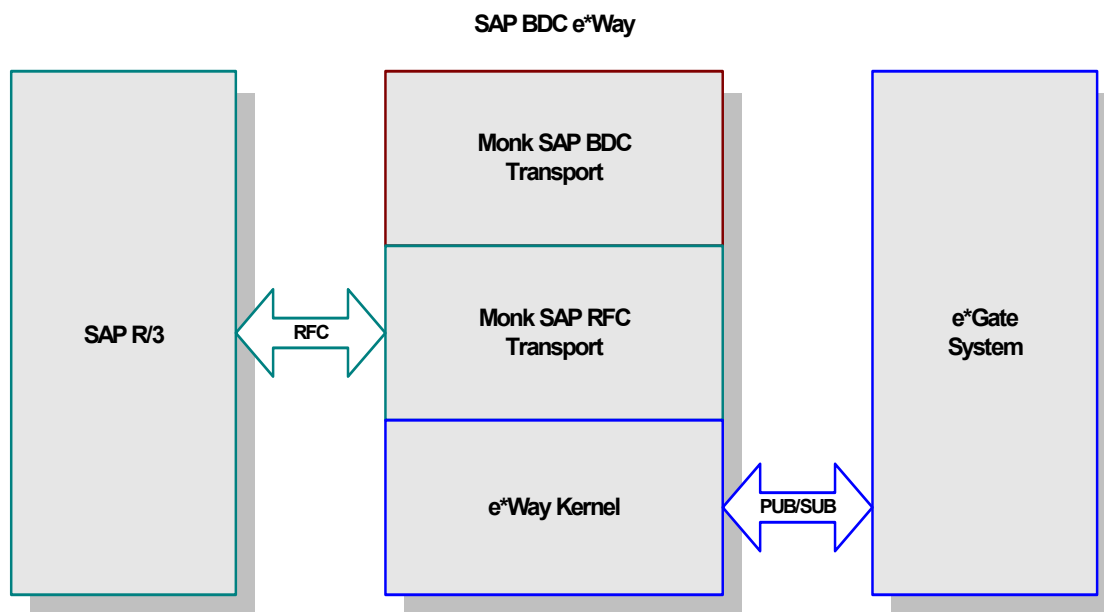 SAP BDC e*Way
Monk SAP BDC
Transport
SAP R/3
RFC
Monk SAP RFC
Transport
e*Gate
System
e*Way Kernel
PUB/SUB